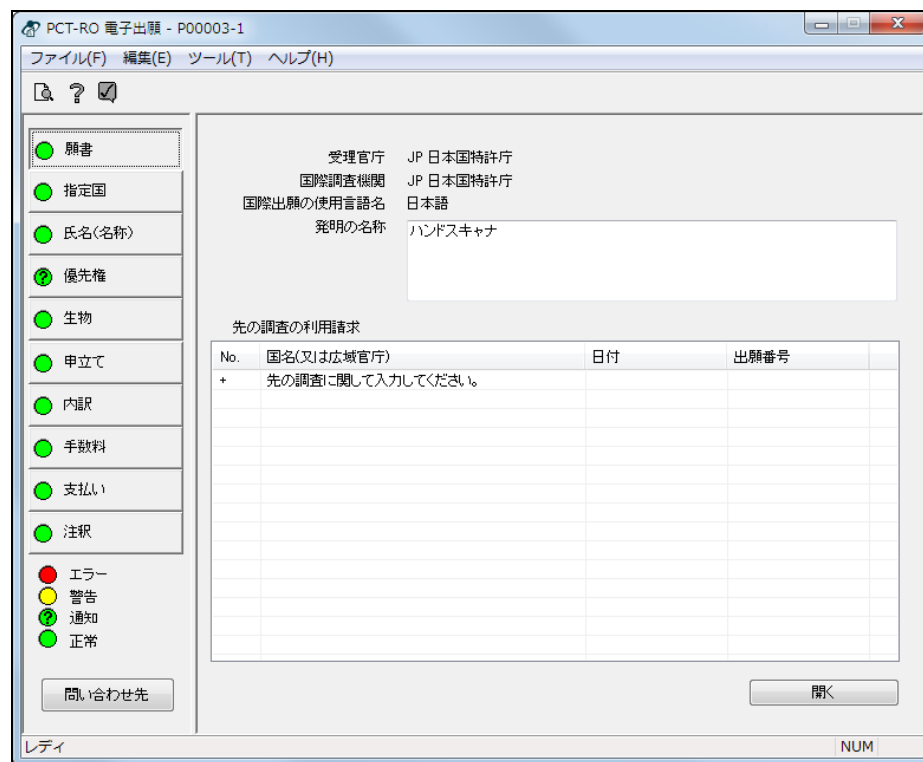 PCT-RO 電子出願 - P00003-1
ファイル(F) 編集(E) ツール(T) ヘルプ(H)
願書
指定国
氏名(名称)
優先権
生物
申立て
内訳
手数料
支払い
注釈
エラー
警告
通知
正常
問い合わせ先
受理官庁 JP 日本国特許庁
国際調査機関 JP 日本国特許庁
国際出願の使用言語名 日本語
発明の名称 ハンドスキャナ
先の調査の利用請求
No. 国名(又は広域官庁) 日付 出願番号
+ 先の調査に関して入力してください。
開く
レディ NUM